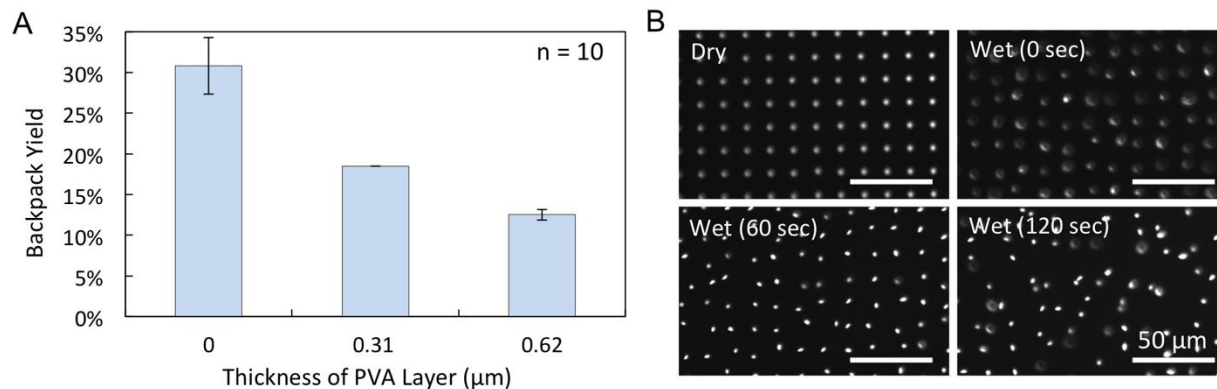 A
35%
30%
25%
20%
15%
10%
5%
0%
Backpack Yield
n = 10
0
0.31
0.62
Thickness of PVA Layer (µm)
B
Dry
Wet (0 sec)
Wet (60 sec)
Wet (120 sec)
50 µm